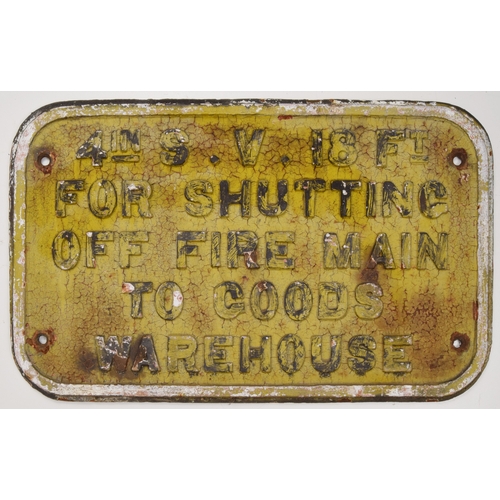 4IN S. V. 18 FT
FOR SHUTTING
OFF FIRE MAIN
TO GOODS
WAREHOUSE